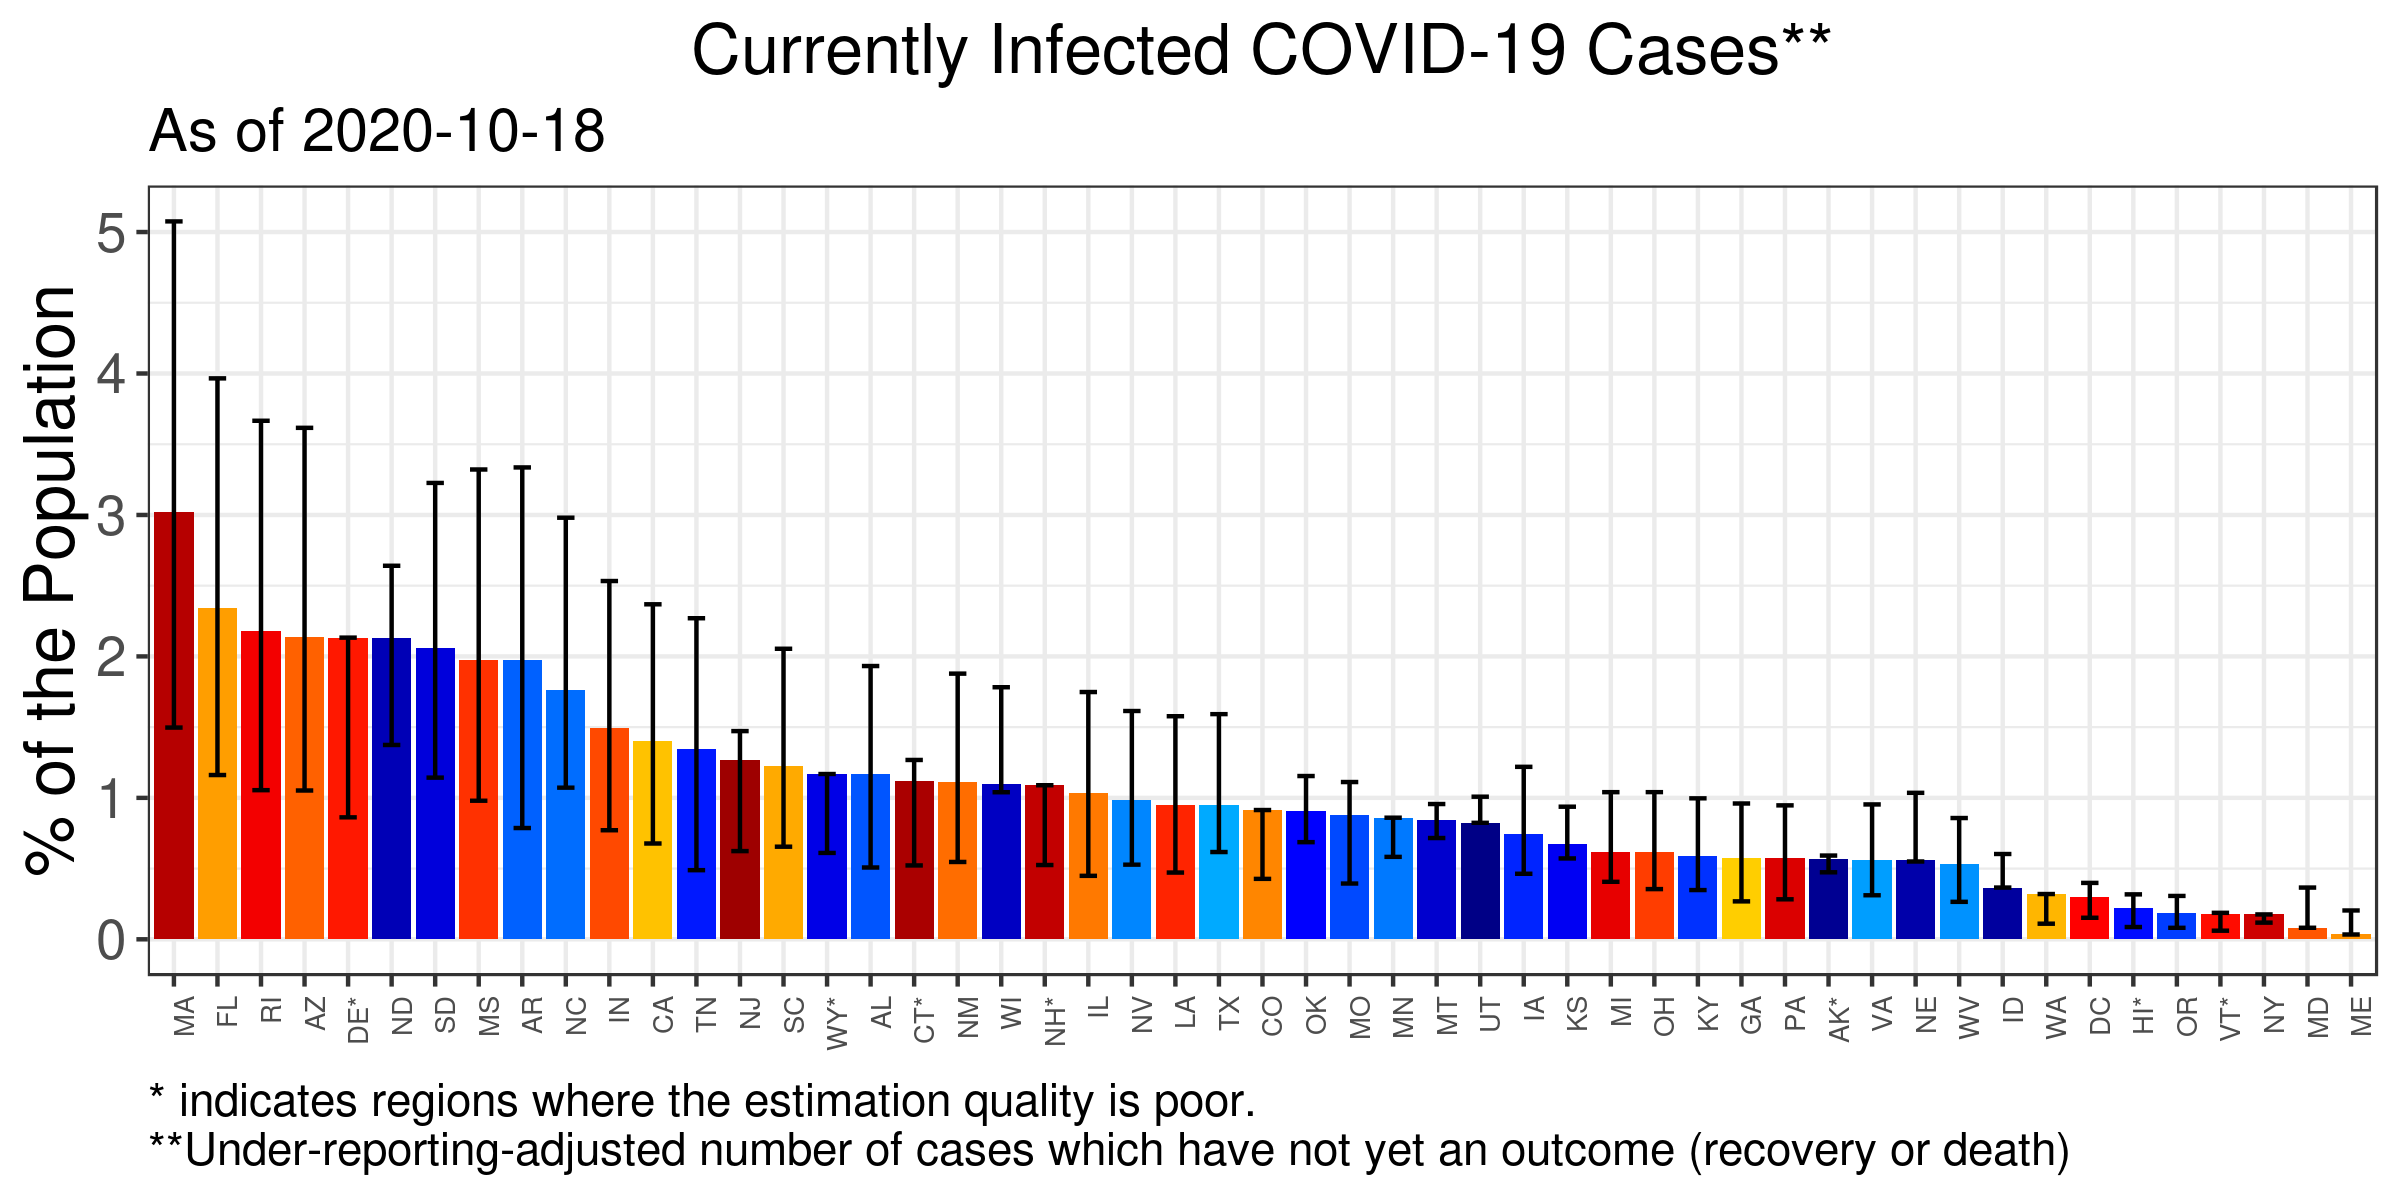 Currently Infected COVID-19 Cases**
As of 2020-10-18
% of the Population
5
4
3
2
1
0
MA FL RI AZ DE* ND SD MS AR NC IN CA TN NJ SC WY* AL CT* NM WI NH* IL NV LA TX CO OK MO MN MT UT IA KS MI OH KY GA PA AK* VA NE WV ID WA DC HI* OR VT* NY MD ME
* indicates regions where the estimation quality is poor.
**Under-reporting-adjusted number of cases which have not yet an outcome (recovery or death)